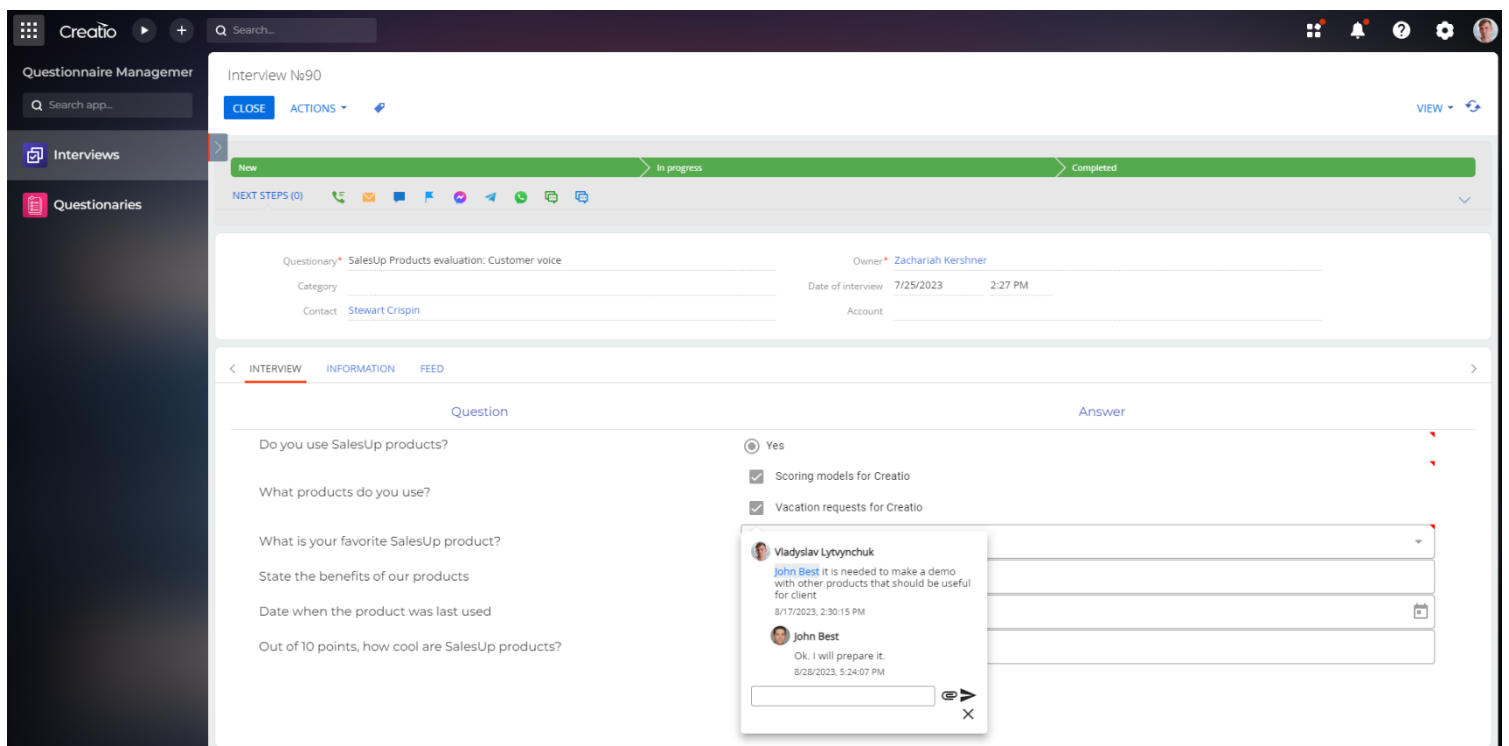 Creatio
Search...
Questionnaire Managemer
Search app...
Interviews
Questionaries
Interview №90
CLOSE
ACTIONS
VIEW
New
In progress
Completed
NEXT STEPS (0)
Questionary* SalesUp Products evaluation: Customer voice
Owner* Zachariah Kershner
Category
Date of interview 7/25/2023 2:27 PM
Contact Stewart Crispin
Account
INTERVIEW INFORMATION FEED
Question Answer
Do you use SalesUp products?
Yes
What products do you use?
Scoring models for Creatio
Vacation requests for Creatio
What is your favorite SalesUp product?
State the benefits of our products
Date when the product was last used
Out of 10 points, how cool are SalesUp products?
Vladyslav Lytvynchuk
John Best it is needed to make a demo
with other products that should be useful
for client
8/17/2023, 2:30:15 PM
John Best
Ok. I will prepare it.
8/28/2023, 5:24:07 PM